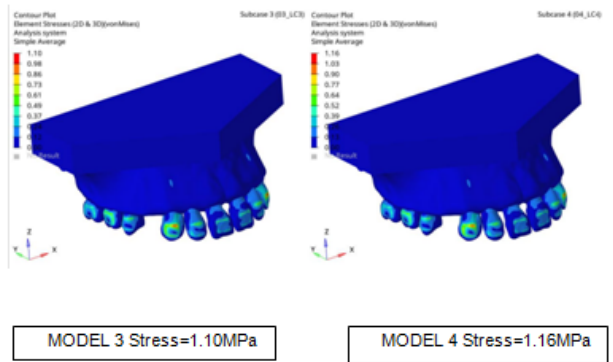 Contour Plot
Element Stresses (2D & 3D)(vonMises)
Analysis system
Simple Average
Subcase 3 (03_LC3)
1.10
0.98
0.86
0.73
0.61
0.49
0.37
Result
Z
Y
X
Contour Plot
Element Stresses (2D & 3D)(vonMises)
Analysis system
Simple Average
Subcase 4 (04_LC4)
1.16
1.03
0.90
0.77
0.64
0.52
0.39
Result
Z
Y
X
MODEL 3 Stress=1.10MPa
MODEL 4 Stress=1.16MPa